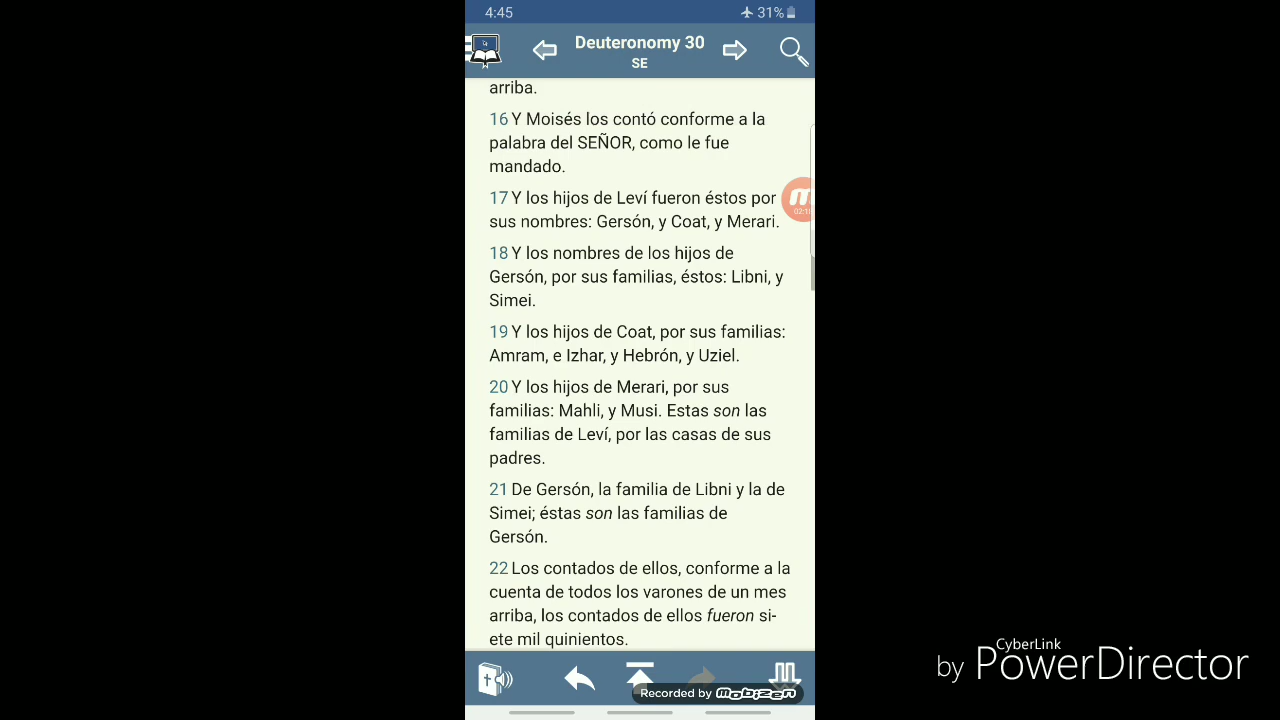 4:45
31%
Deuteronomy 30
SE
arriba.
16 Y Moisés los contó conforme a la
palabra del SEÑOR, como le fue
mandado.
17 Y los hijos de Leví fueron éstos por
sus nombres: Gersón, y Coat, y Merari.
18 Y los nombres de los hijos de
Gersón, por sus familias, éstos: Libni, y
Simei.
19 Y los hijos de Coat, por sus familias:
Amram, e Izhar, y Hebrón, y Uziel.
20 Y los hijos de Merari, por sus
familias: Mahli, y Musi. Estas son las
familias de Leví, por las casas de sus
padres.
21 De Gersón, la familia de Libni y la de
Simei; éstas son las familias de
Gersón.
22 Los contados de ellos, conforme a la
cuenta de todos los varones de un mes
arriba, los contados de ellos fueron si-
ete mil quinientos.
Recorded by mobizen
CyberLink
by PowerDirector